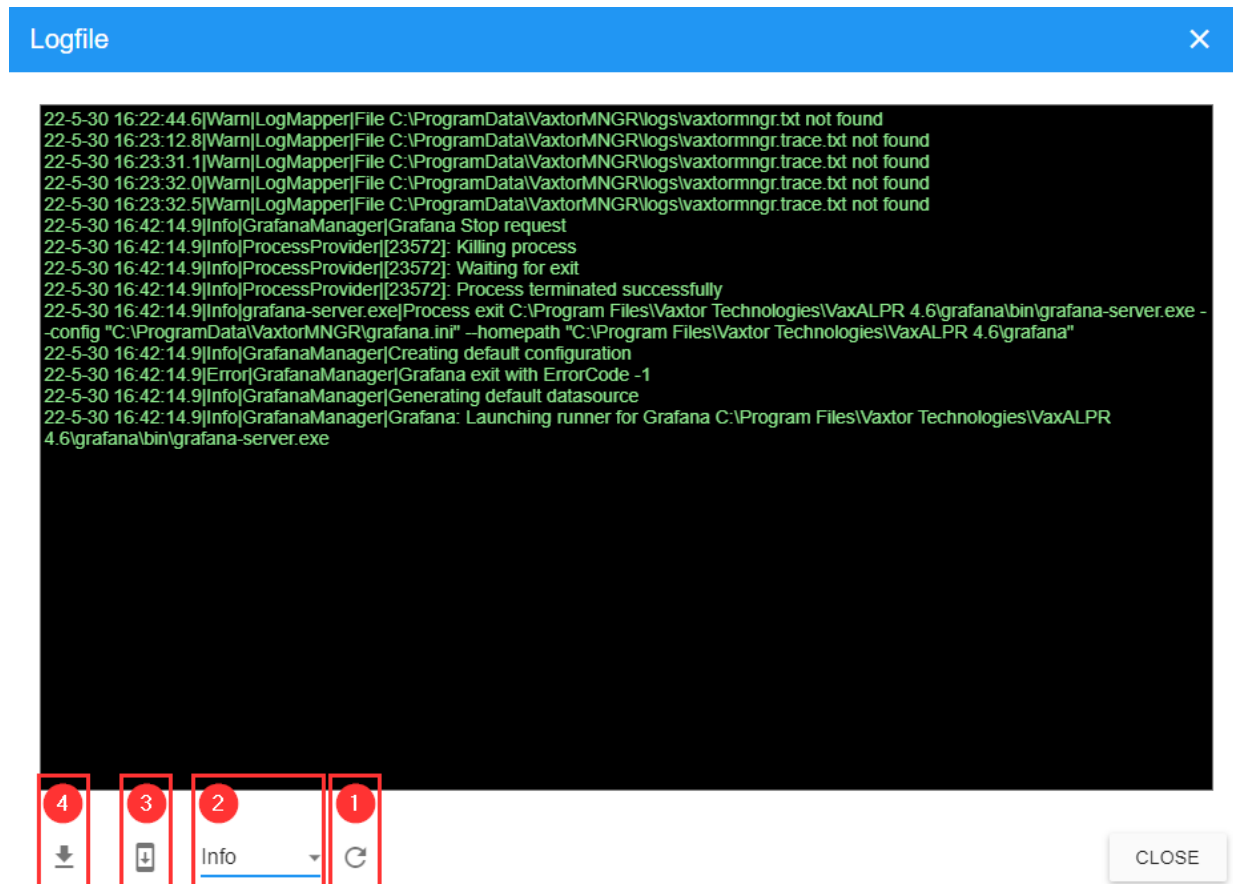 Logfile
22-5-30 16:22:44.6|Warn|LogMapper|File C:\ProgramData\VaxtorMNGR\logs\vaxtormngr.txt not found
22-5-30 16:23:12.8|Warn|LogMapper|File C:\ProgramData\VaxtorMNGR\logs\vaxtormngr.trace.txt not found
22-5-30 16:23:31.1|Warn|LogMapper|File C:\ProgramData\VaxtorMNGR\logs\vaxtormngr.trace.txt not found
22-5-30 16:23:32.0|Warn|LogMapper|File C:\ProgramData\VaxtorMNGR\logs\vaxtormngr.trace.txt not found
22-5-30 16:23:32.5|Warn|LogMapper|File C:\ProgramData\VaxtorMNGR\logs\vaxtormngr.trace.txt not found
22-5-30 16:42:14.9|Info|GrafanaManager|Grafana Stop request
22-5-30 16:42:14.9|Info|ProcessProvider|[23572]: Killing process
22-5-30 16:42:14.9|Info|ProcessProvider|[23572]: Waiting for exit
22-5-30 16:42:14.9|Info|ProcessProvider|[23572]: Process terminated successfully
22-5-30 16:42:14.9|Info|grafana-server.exe|Process exit C:\Program Files\Vaxtor Technologies\VaxALPR 4.6\grafana\bin\grafana-server.exe -
-config "C:\ProgramData\VaxtorMNGR\grafana.ini" --homepath "C:\Program Files\Vaxtor Technologies\VaxALPR 4.6\grafana"
22-5-30 16:42:14.9|Info|GrafanaManager|Creating default configuration
22-5-30 16:42:14.9|Error|GrafanaManager|Grafana exit with ErrorCode -1
22-5-30 16:42:14.9|Info|GrafanaManager|Generating default datasource
22-5-30 16:42:14.9|Info|GrafanaManager|Grafana: Launching runner for Grafana C:\Program Files\Vaxtor Technologies\VaxALPR
4.6\grafana\bin\grafana-server.exe
4 3 2 1
Info
CLOSE